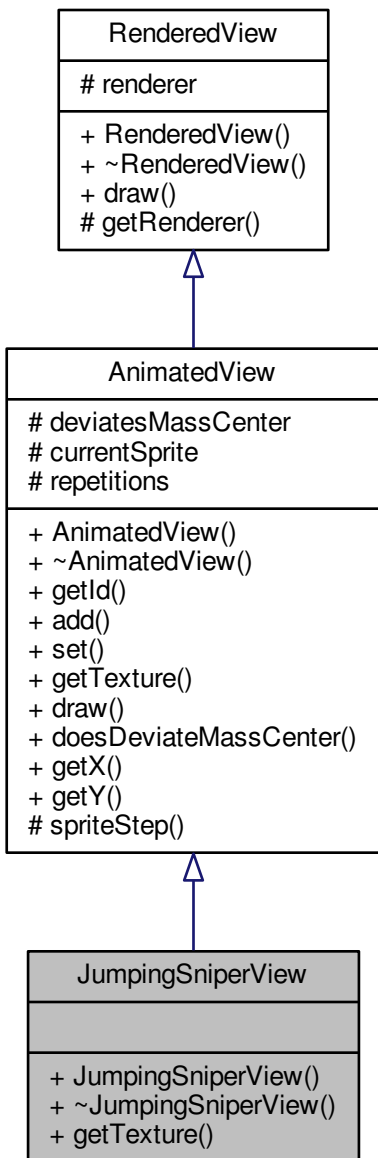 RenderedView
# renderer
+ RenderedView()
+ ~RenderedView()
+ draw()
# getRenderer()
AnimatedView
# deviatesMassCenter
# currentSprite
# repetitions
+ AnimatedView()
+ ~AnimatedView()
+ getId()
+ add()
+ set()
+ getTexture()
+ draw()
+ doesDeviateMassCenter()
+ getX()
+ getY()
# spriteStep()
JumpingSniperView
+ JumpingSniperView()
+ ~JumpingSniperView()
+ getTexture()